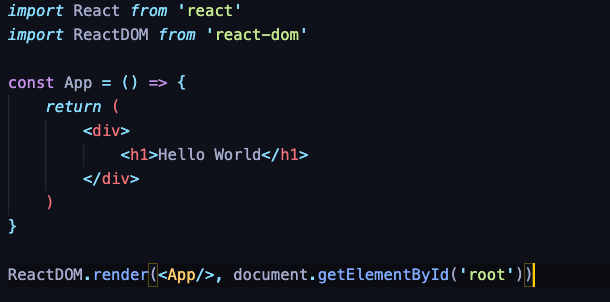 import React from 'react'
import ReactDOM from 'react-dom'
const App = () => {
    return (
        <div>
            <h1>Hello World</h1>
        </div>
    )
}
ReactDOM.render(<App/>, document.getElementById('root'))